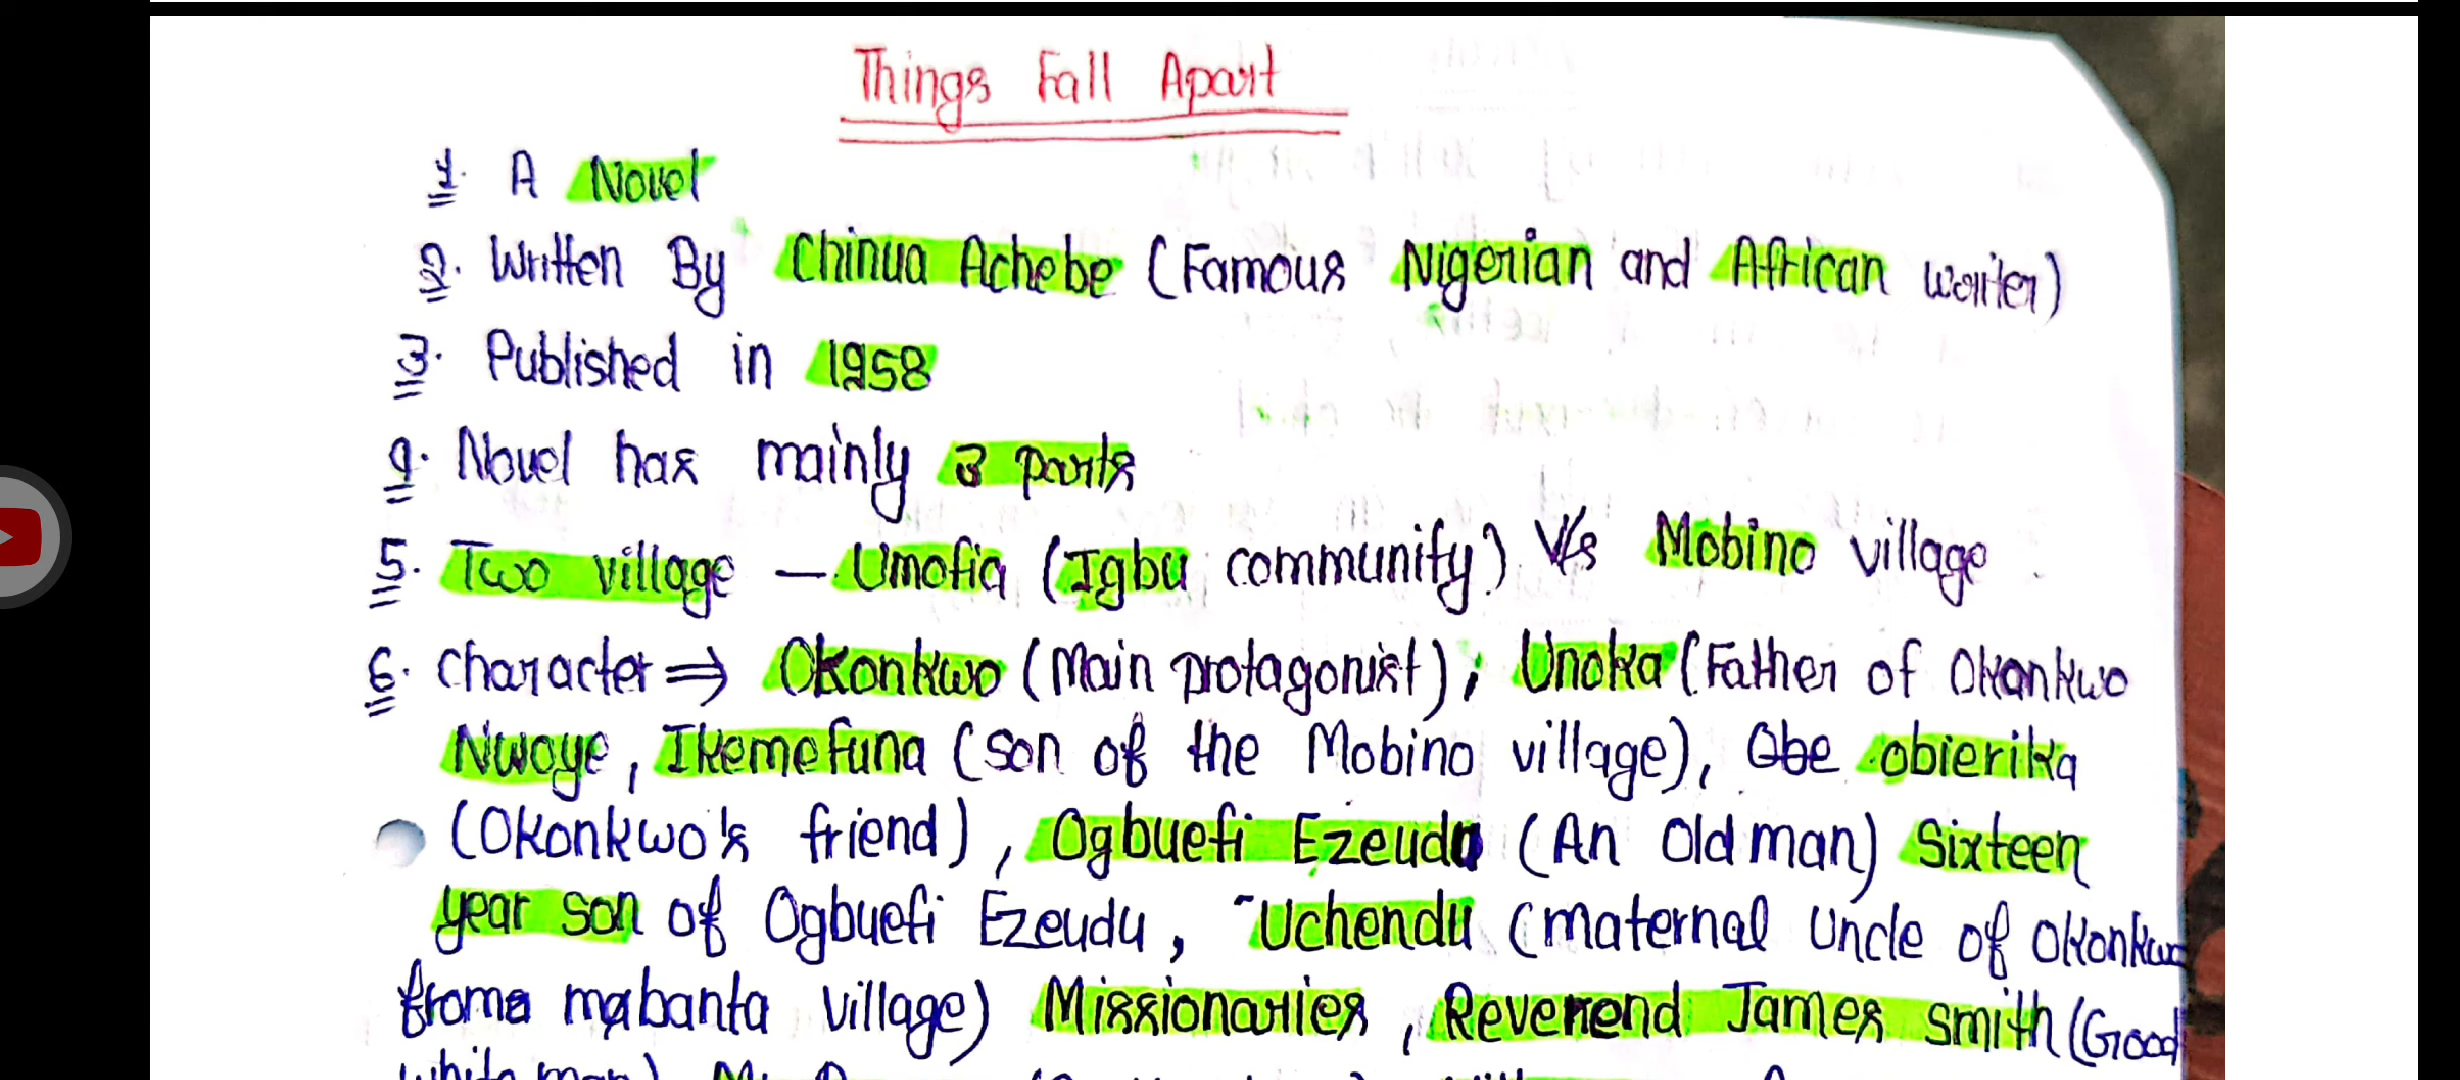 Things Fall Apart
1. A Novel
2. Written By Chinua Achebe (Famous Nigerian and African writer)
3. Published in 1958
4. Novel has mainly 3 parts
5. Two village — Umofia (Igbu community) V/s Mobino village
6. Character ⇒ Okonkwo (Main protagonist); Unoka (Father of Okonkwo
Nwoye, Ikemefuna (son of the Mobino village), Obe obierika
(Okonkwo's friend), Ogbuefi Ezeudu (An Old man) Sixteen
year son of Ogbuefi Ezeudu, Uchendu (maternal uncle of Okonkwo
from mabanta village) Missionaries, Reverend James Smith (Good
white man)